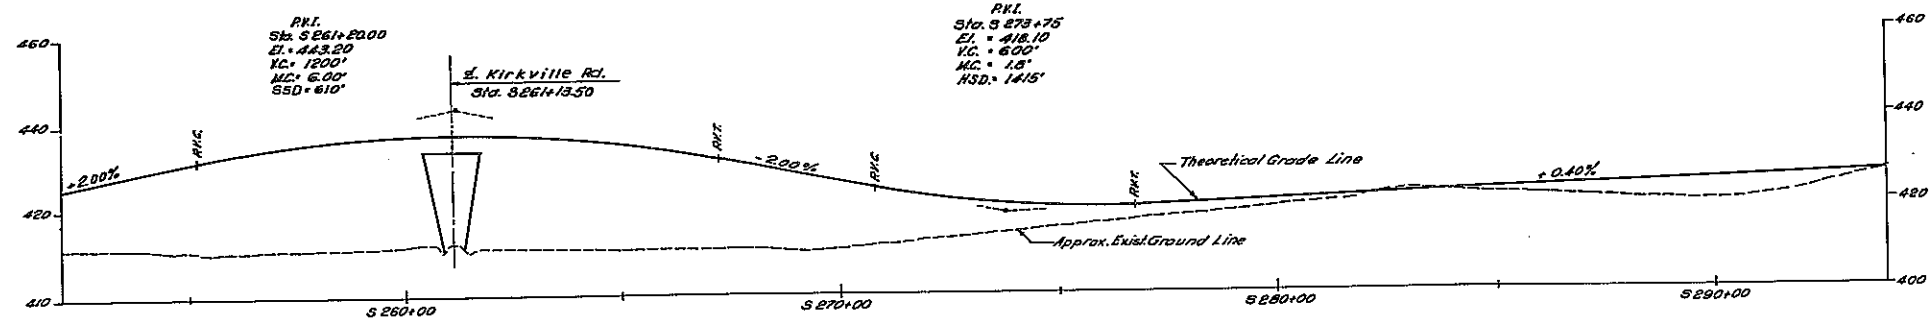 P.V.I.
Sta. S 261+20.00
El. = 443.20
V.C. = 1200'
M.C. = 6.00'
SSD = 610'
P.V.I.
Sta. S 273+75
El. = 418.10
V.C. = 600'
M.C. = 1.8'
HSD. = 1415'
460
440
420
410
℄ Kirkville Rd.
Sta. S261+13.50
+2.00%
P.V.C.
P.V.T.
-2.00%
P.V.C.
P.V.T.
Theoretical Grade Line
+0.40%
Approx. Exist. Ground Line
460
440
420
400
S 260+00
S 270+00
S 280+00
S 290+00